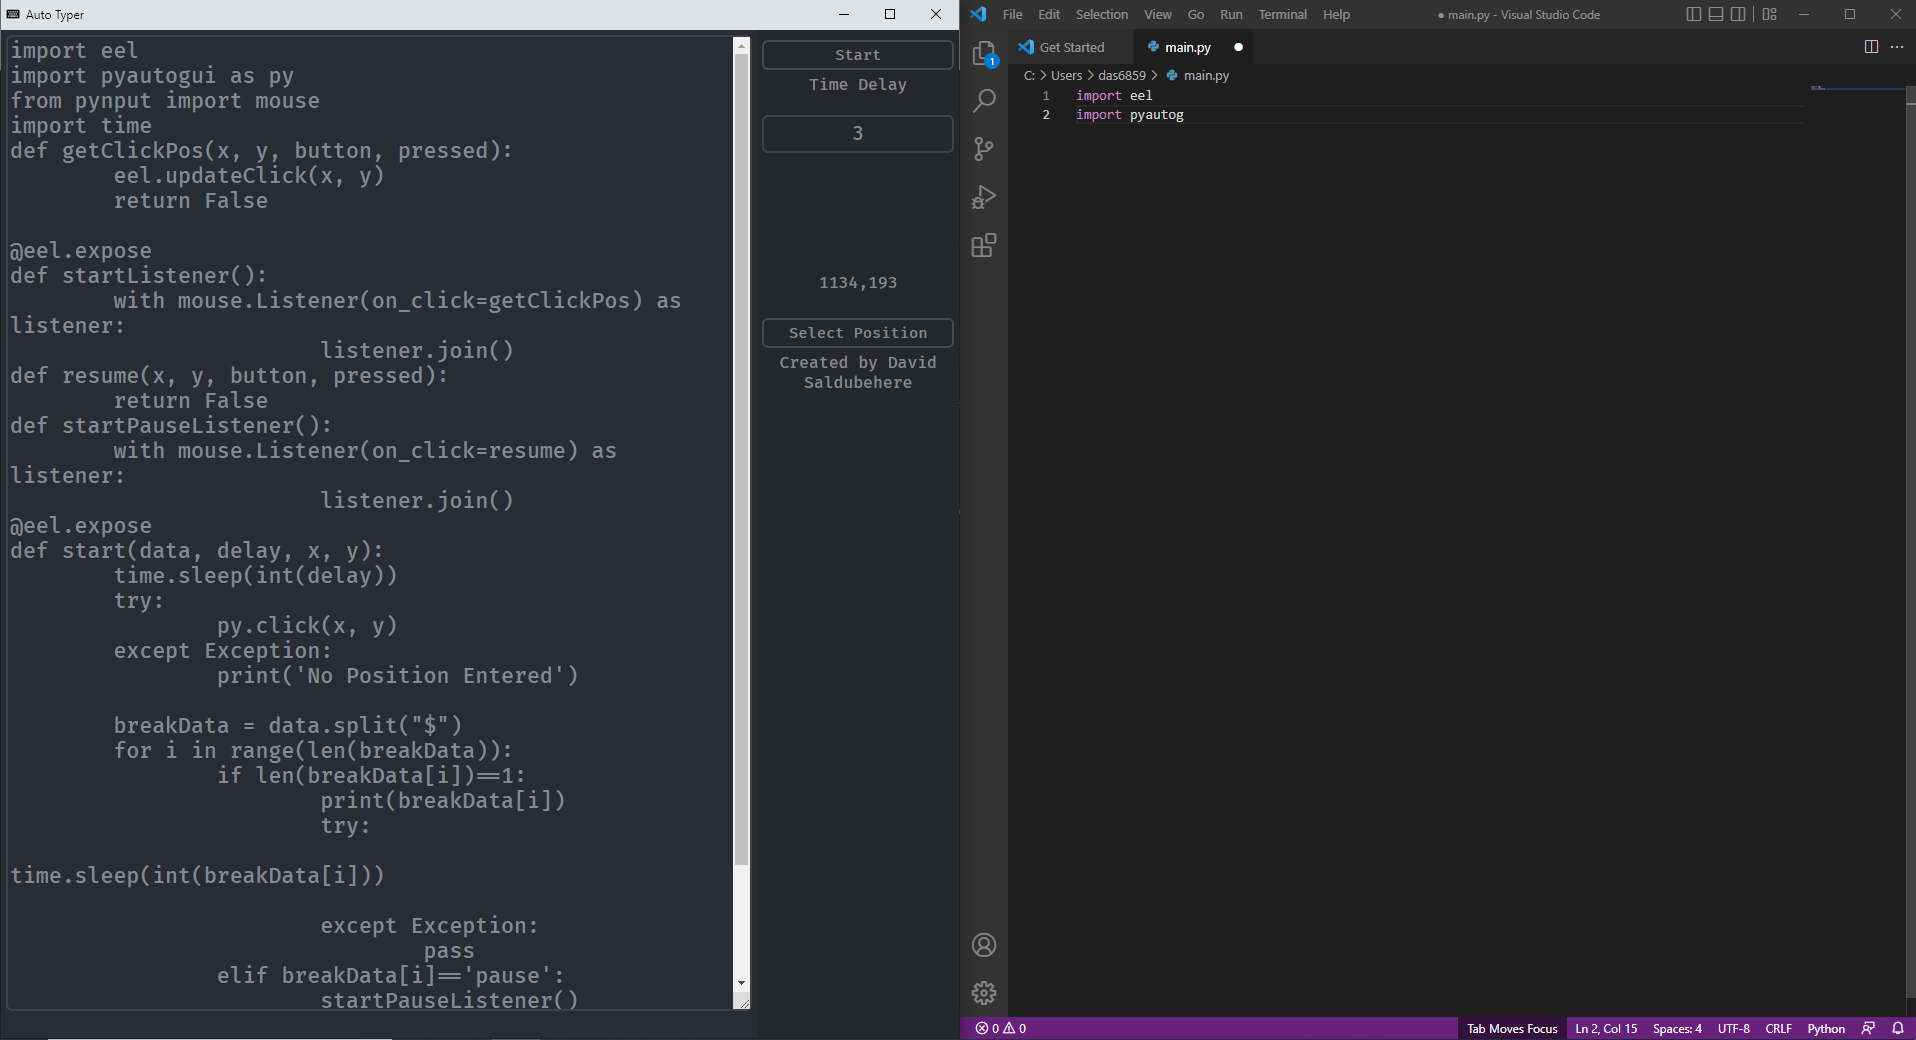 Auto Typer
import eel
import pyautogui as py
from pynput import mouse
import time
def getClickPos(x, y, button, pressed):
        eel.updateClick(x, y)
        return False

@eel.expose
def startListener():
        with mouse.Listener(on_click=getClickPos) as
listener:
                        listener.join()
def resume(x, y, button, pressed):
        return False
def startPauseListener():
        with mouse.Listener(on_click=resume) as
listener:
                        listener.join()
@eel.expose
def start(data, delay, x, y):
        time.sleep(int(delay))
        try:
                py.click(x, y)
        except Exception:
                print('No Position Entered')

        breakData = data.split("$")
        for i in range(len(breakData)):
                if len(breakData[i])==1:
                        print(breakData[i])
                        try:

time.sleep(int(breakData[i]))

                        except Exception:
                                pass
                elif breakData[i]=='pause':
                        startPauseListener()
Start
Time Delay
3
1134,193
Select Position
Created by David
Saldubehere
File Edit Selection View Go Run Terminal Help
● main.py - Visual Studio Code
Get Started
main.py ●
C: > Users > das6859 > main.py
1 import eel
2 import pyautog
1
0 0
Tab Moves Focus
Ln 2, Col 15
Spaces: 4
UTF-8
CRLF
Python